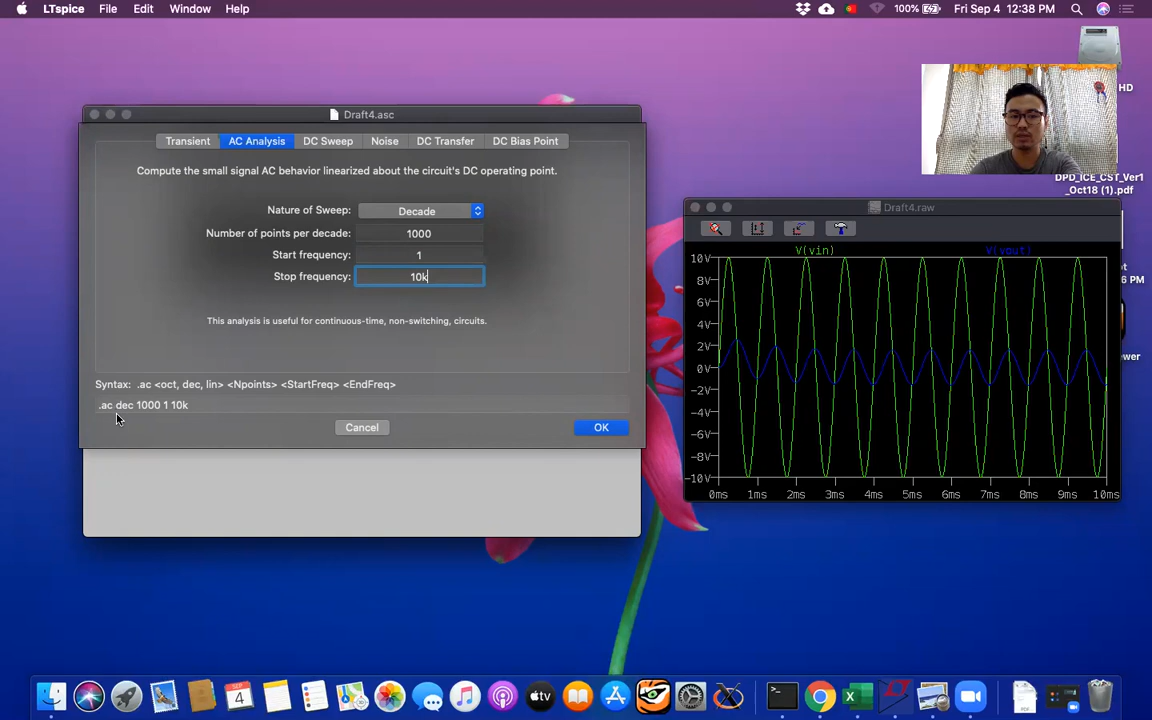 LTspice File Edit Window Help
100% Fri Sep 4 12:38 PM
HD
DPD_ICE_CST_Ver1
_Oct18 (1).pdf
Draft4.asc
Transient AC Analysis DC Sweep Noise DC Transfer DC Bias Point
Compute the small signal AC behavior linearized about the circuit's DC operating point.
Nature of Sweep: Decade
Number of points per decade: 1000
Start frequency: 1
Stop frequency: 10k
This analysis is useful for continuous-time, non-switching, circuits.
Syntax: .ac <oct, dec, lin> <Npoints> <StartFreq> <EndFreq>
.ac dec 1000 1 10k
Cancel OK
Draft4.raw
V(vin) V(vout)
10V
8V
6V
4V
2V
0V
-2V
-4V
-6V
-8V
-10V
0ms 1ms 2ms 3ms 4ms 5ms 6ms 7ms 8ms 9ms 10ms
SEP
4
tv